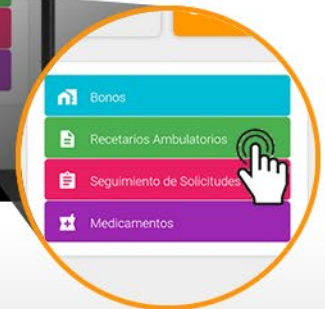 Bonos
Recetarios Ambulatorios
Seguimiento de Solicitudes
Medicamentos